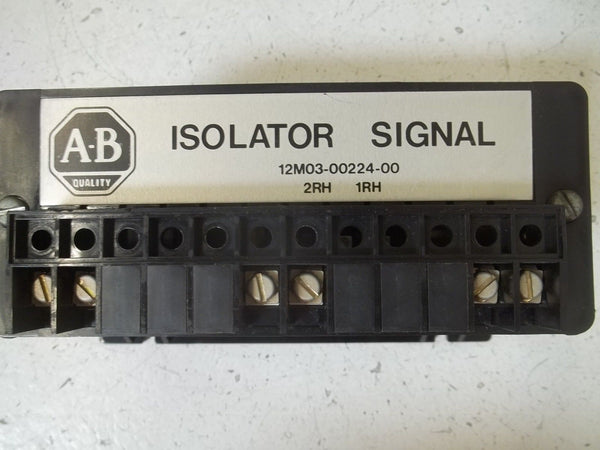 A-B
QUALITY
ISOLATOR SIGNAL
12M03-00224-00
2RH 1RH